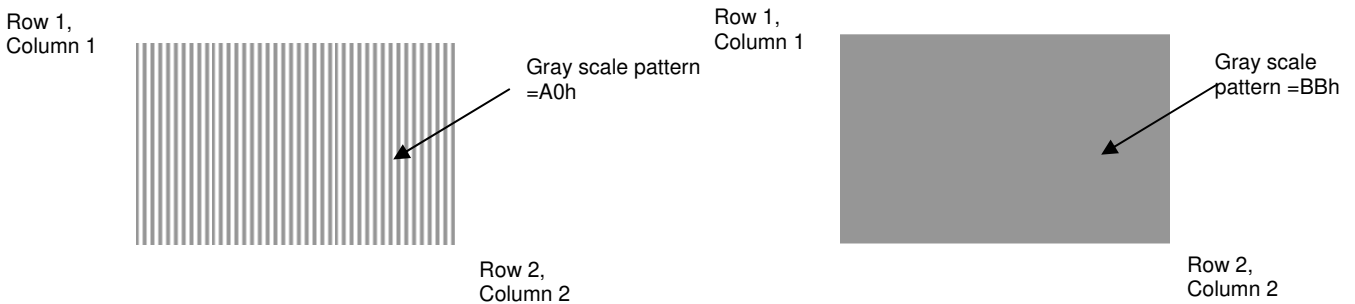 Row 1,
Column 1
Gray scale pattern
=A0h
Row 2,
Column 2
Row 1,
Column 1
Gray scale
pattern =BBh
Row 2,
Column 2